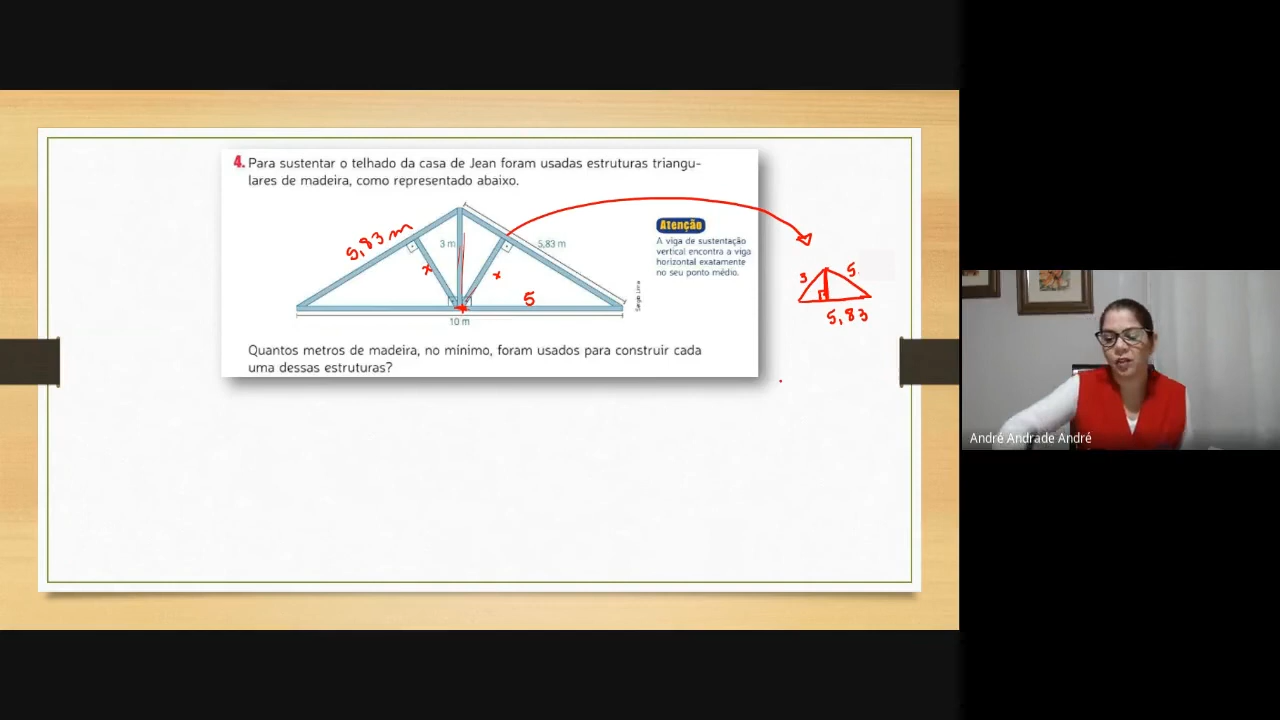 4. Para sustentar o telhado da casa de Jean foram usadas estruturas triangu-
lares de madeira, como representado abaixo.
5,83 m
3 m
5,83 m
x
x
5
10 m
Atenção
A viga de sustentação
vertical encontra a viga
horizontal exatamente
no seu ponto médio.
Sergio Lima
3
5
5,83
Quantos metros de madeira, no mínimo, foram usados para construir cada
uma dessas estruturas?
André Andrade André